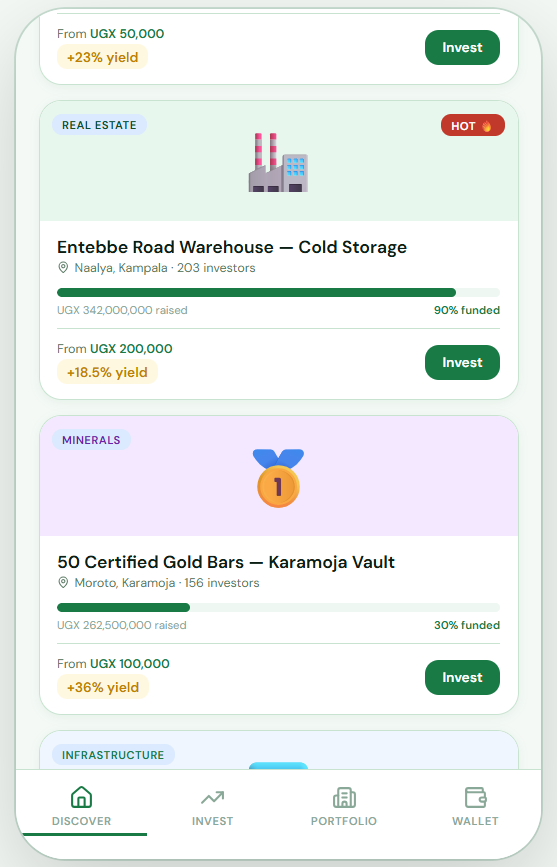 From UGX 50,000
+23% yield
Invest
REAL ESTATE
HOT 🔥
Entebbe Road Warehouse — Cold Storage
Naalya, Kampala · 203 investors
UGX 342,000,000 raised
90% funded
From UGX 200,000
+18.5% yield
Invest
MINERALS
1
50 Certified Gold Bars — Karamoja Vault
Moroto, Karamoja · 156 investors
UGX 262,500,000 raised
30% funded
From UGX 100,000
+36% yield
Invest
INFRASTRUCTURE
DISCOVER
INVEST
PORTFOLIO
WALLET